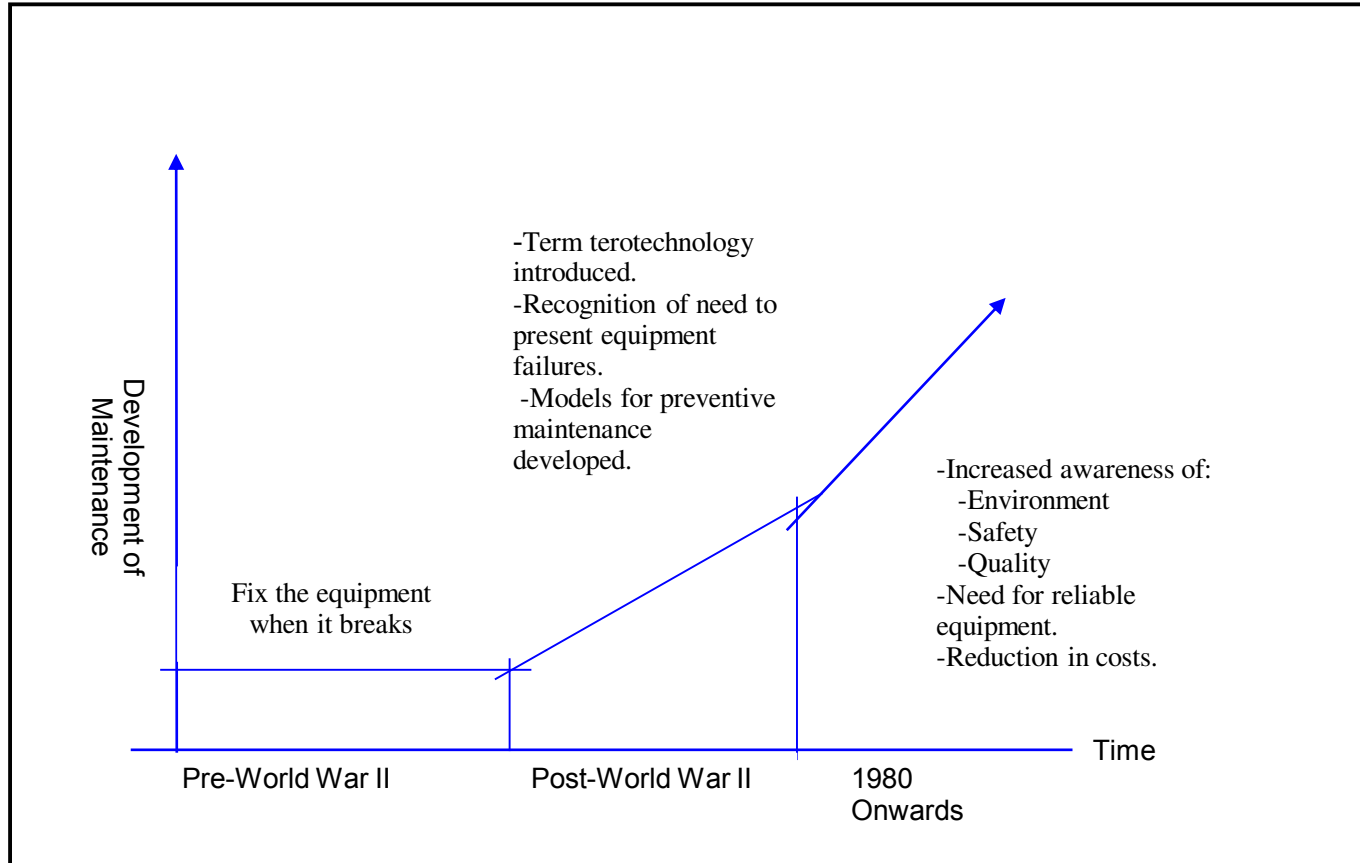 -Term terotechnology
introduced.
-Recognition of need to
present equipment
failures.
-Models for preventive
maintenance
developed.
Development of
Maintenance
-Increased awareness of:
-Environment
-Safety
-Quality
-Need for reliable
equipment.
-Reduction in costs.
Fix the equipment
when it breaks
Time
Pre-World War II
Post-World War II
1980
Onwards